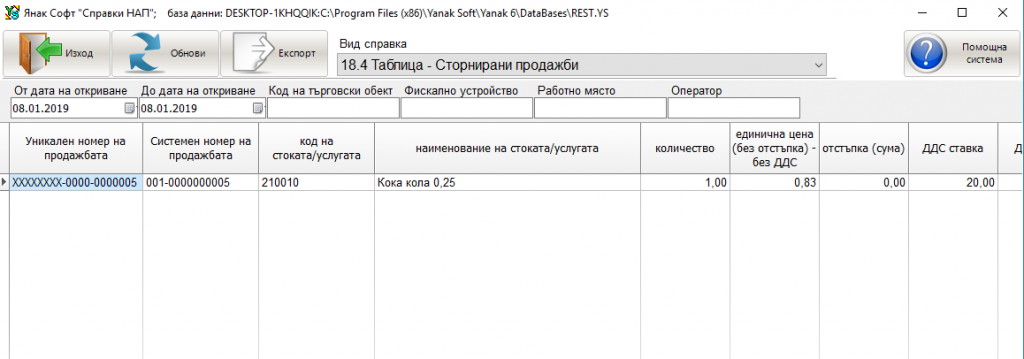 Янак Софт "Справки НАП"; база данни: DESKTOP-1KHQQIK:C:\Program Files (x86)\Yanak Soft\Yanak 6\DataBases\REST.YS
Изход
Обнови
Експорт
Вид справка
18.4 Таблица - Сторнирани продажби
Помощна
система
От дата на откриване До дата на откриване Код на търговски обект Фискално устройство Работно място Оператор
08.01.2019 08.01.2019
Уникален номер на
продажбата
Системен номер на
продажбата
код на
стоката/услугата
наименование на стоката/услугата
количество
единична цена
(без отстъпка) -
без ДДС
отстъпка (сума)
ДДС ставка
Д
XXXXXXXX-0000-0000005 001-0000000005 210010 Кока кола 0,25 1,00 0,83 0,00 20,00